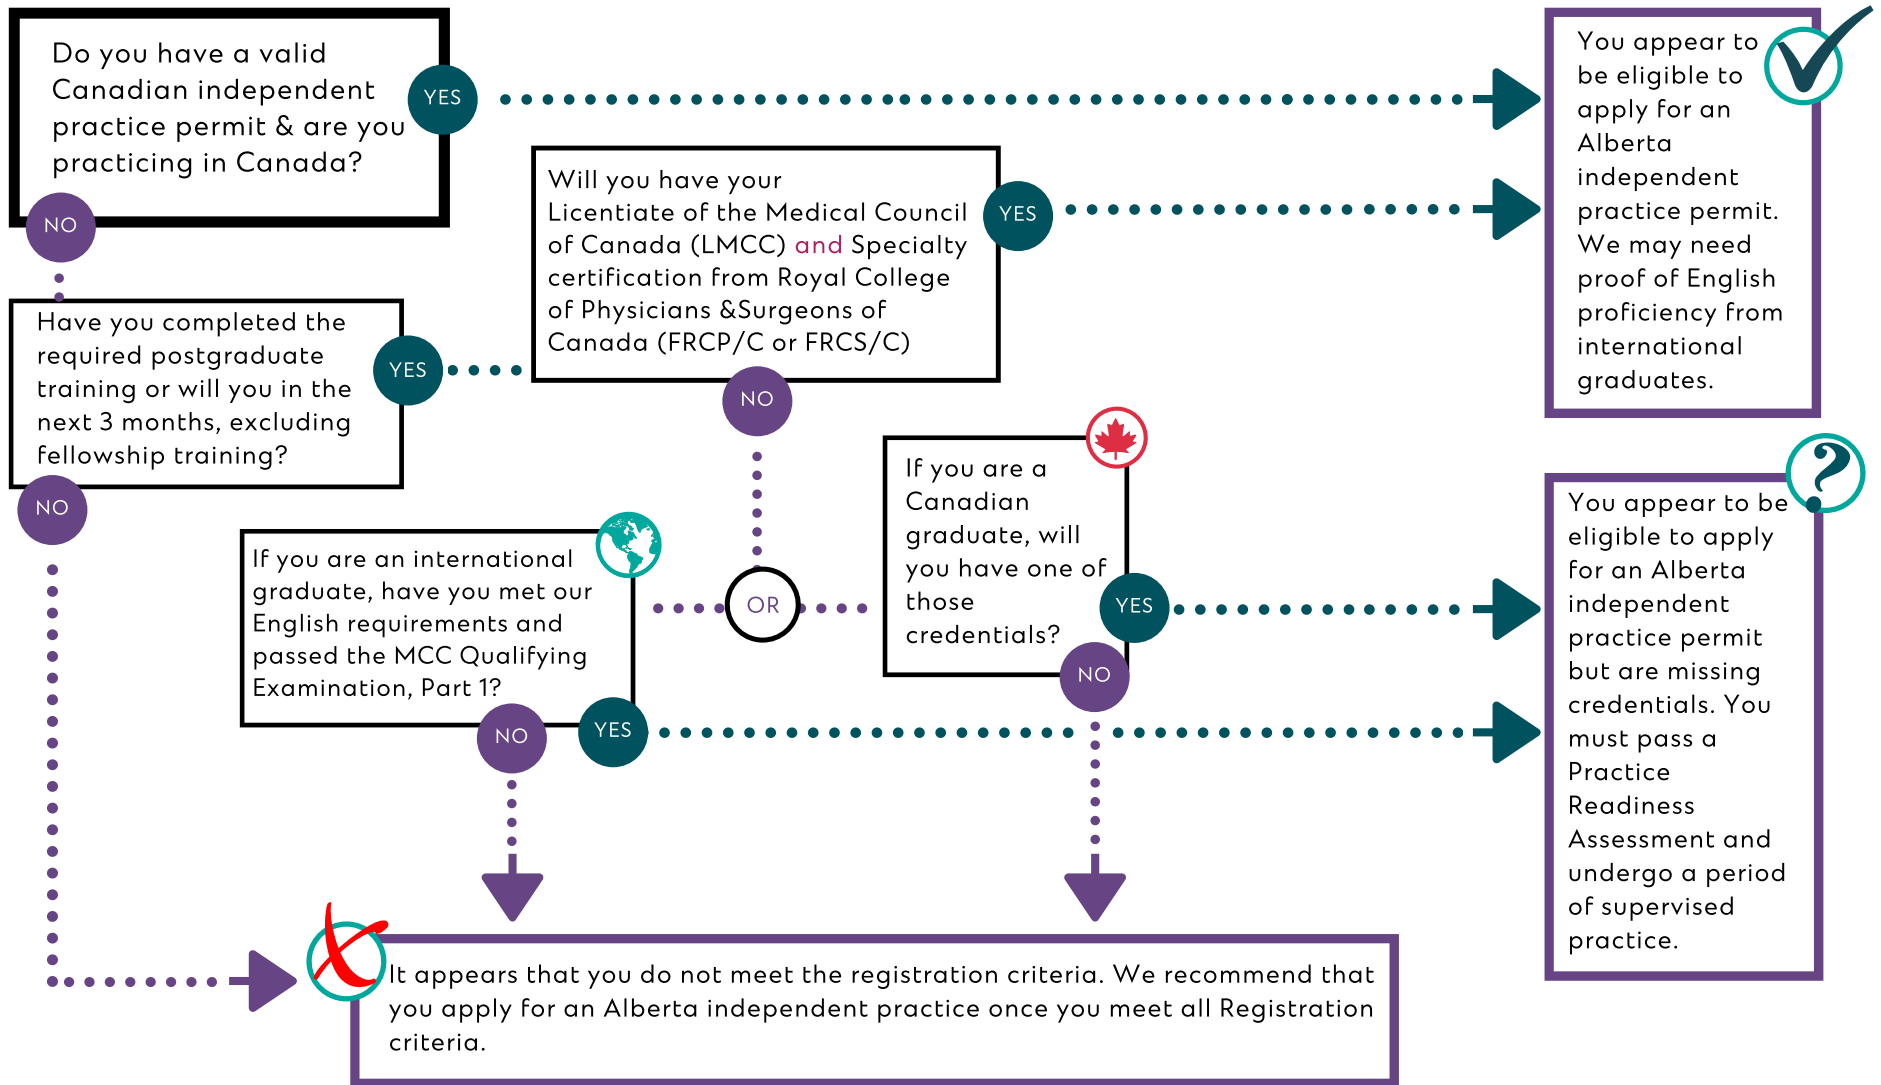 Do you have a valid
Canadian independent
practice permit & are you
practicing in Canada?
YES
NO
You appear to
be eligible to
apply for an
Alberta
independent
practice permit.
We may need
proof of English
proficiency from
international
graduates.
Will you have your
Licentiate of the Medical Council
of Canada (LMCC) and Specialty
certification from Royal College
of Physicians &Surgeons of
Canada (FRCP/C or FRCS/C)
YES
NO
Have you completed the
required postgraduate
training or will you in the
next 3 months, excluding
fellowship training?
YES
NO
If you are a
Canadian
graduate, will
you have one of
those
credentials?
YES
NO
OR
If you are an international
graduate, have you met our
English requirements and
passed the MCC Qualifying
Examination, Part 1?
NO
YES
?
You appear to be
eligible to apply
for an Alberta
independent
practice permit
but are missing
credentials. You
must pass a
Practice
Readiness
Assessment and
undergo a period
of supervised
practice.
It appears that you do not meet the registration criteria. We recommend that
you apply for an Alberta independent practice once you meet all Registration
criteria.